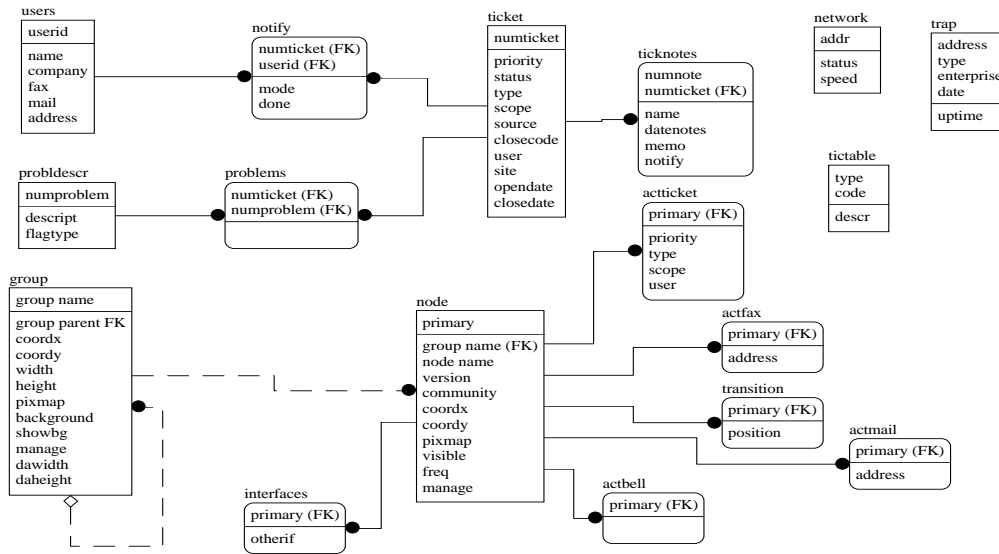 users
userid
name
company
fax
mail
address
notify
numticket (FK)
userid (FK)
mode
done
ticket
numticket
priority
status
type
scope
source
closecode
user
site
opendate
closedate
ticknotes
numnote
numticket (FK)
name
datenotes
memo
notify
network
addr
status
speed
trap
address
type
enterprise
date
uptime
tictable
type
code
descr
probldescr
numproblem
descript
flagtype
problems
numticket (FK)
numproblem (FK)
actticket
primary (FK)
priority
type
scope
user
group
group name
group parent FK
coordx
coordy
width
height
pixmap
background
showbg
manage
dawidth
daheight
node
primary
group name (FK)
node name
version
community
coordx
coordy
pixmap
visible
freq
manage
actfax
primary (FK)
address
transition
primary (FK)
position
actmail
primary (FK)
address
actbell
primary (FK)
interfaces
primary (FK)
otherif